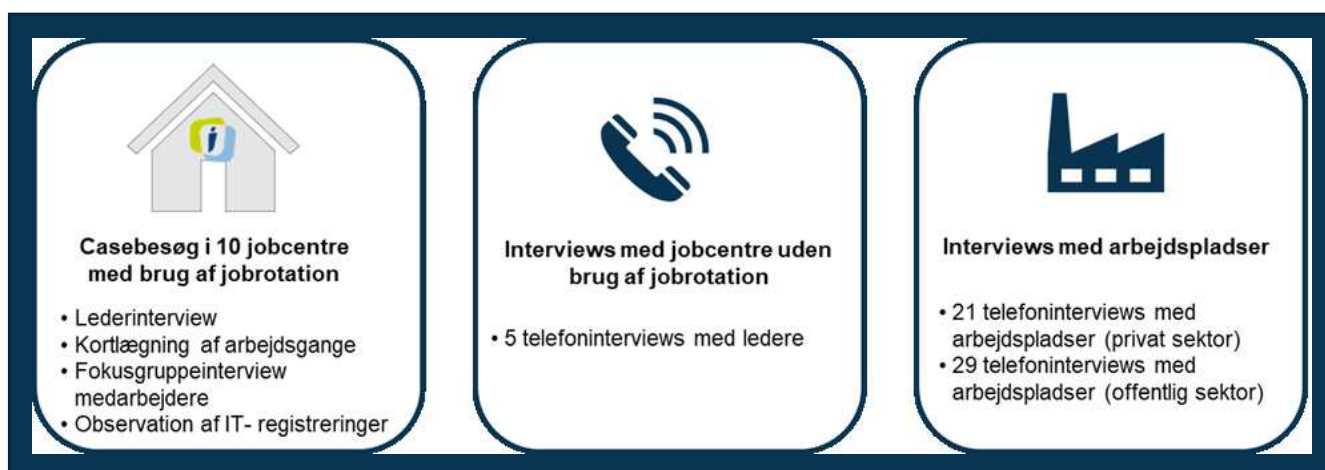 Casebesøg i 10 jobcentre
med brug af jobrotation
• Lederinterview
• Kortlægning af arbejdsgange
• Fokusgruppeinterview
medarbejdere
• Observation af IT- registreringer
Interviews med jobcentre uden
brug af jobrotation
• 5 telefoninterviews med ledere
Interviews med arbejdspladser
• 21 telefoninterviews med
arbejdspladser (privat sektor)
• 29 telefoninterviews med
arbejdspladser (offentlig sektor)